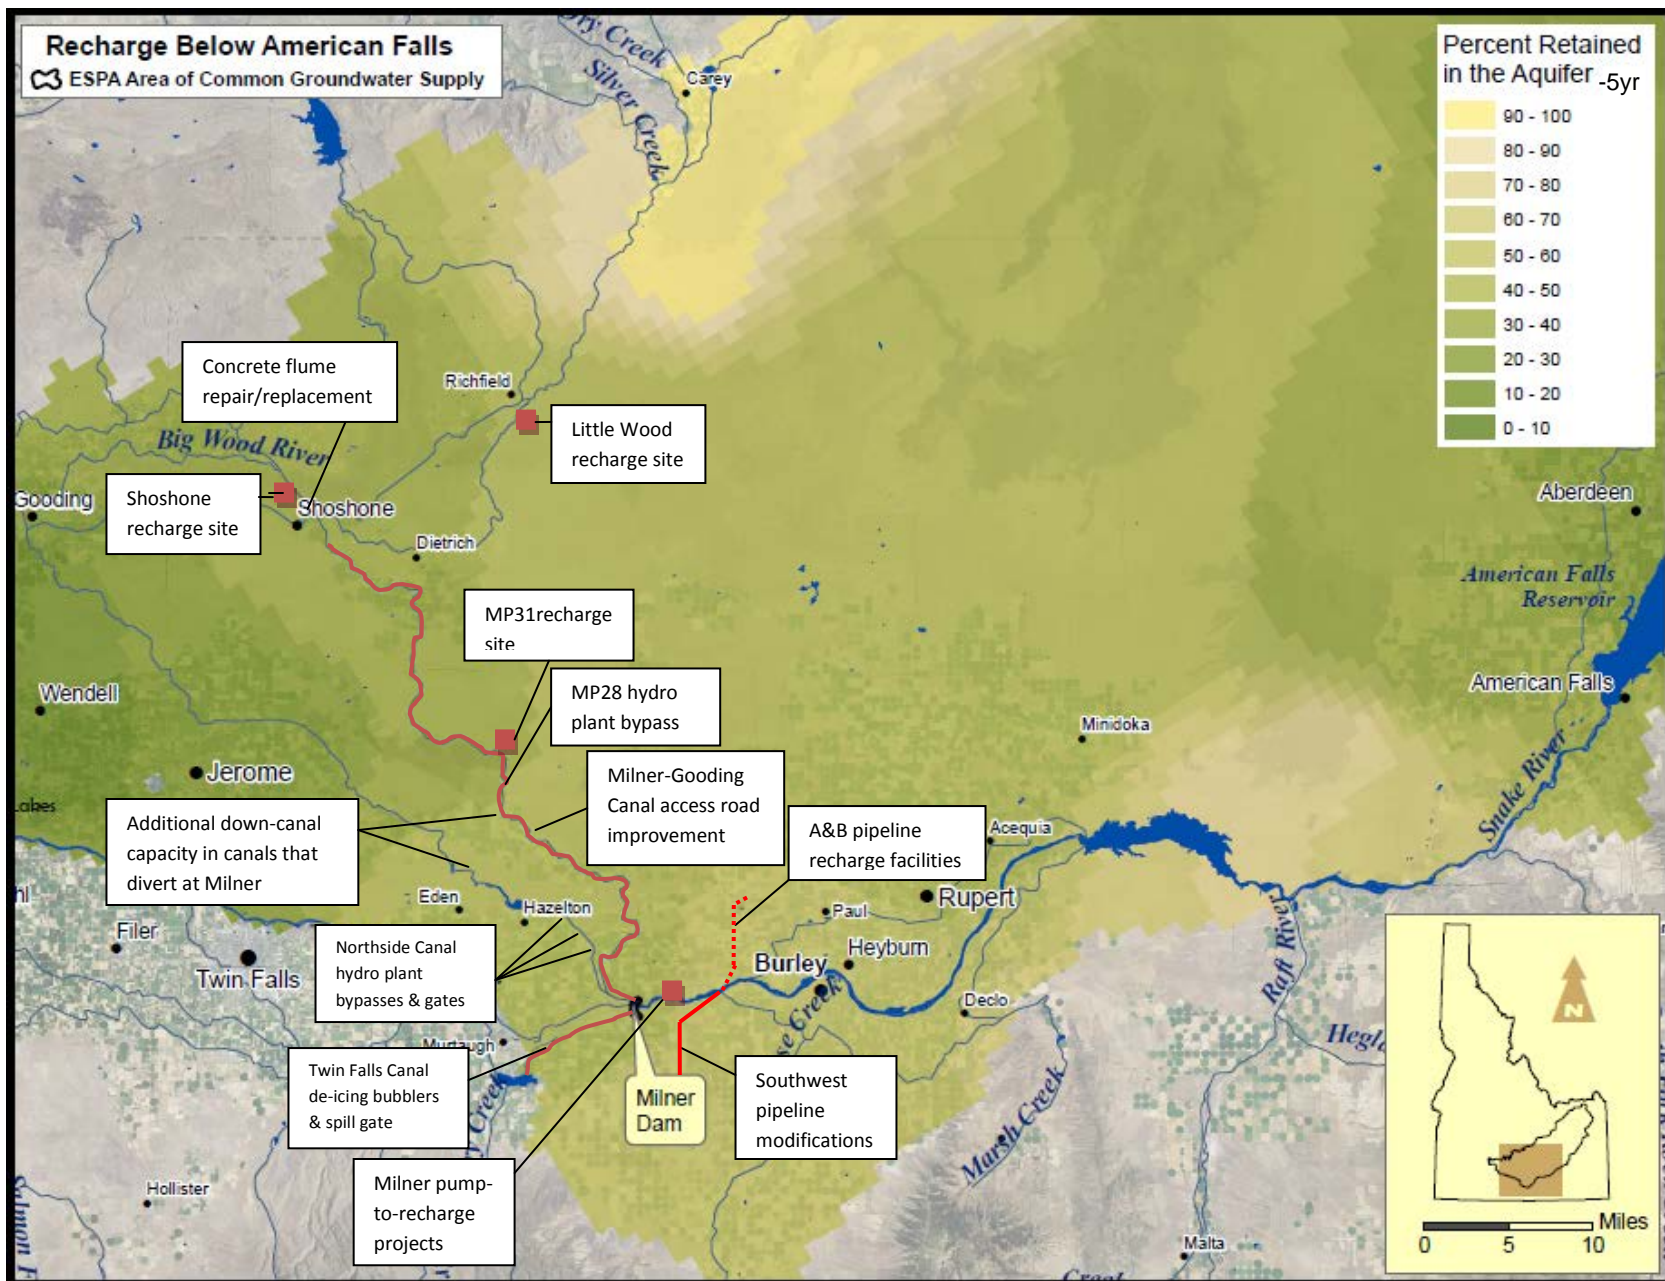 Recharge Below American Falls
ESPA Area of Common Groundwater Supply
Dry Creek
Silver Creek
Carey
Percent Retained
in the Aquifer -5yr
90 - 100
80 - 90
70 - 80
60 - 70
50 - 60
40 - 50
30 - 40
20 - 30
10 - 20
0 - 10
Concrete flume
repair/replacement
Richfield
Little Wood
recharge site
Big Wood River
Shoshone
recharge site
Gooding
Shoshone
Dietrich
Aberdeen
American Falls
Reservoir
American Falls
Snake River
MP31recharge
site
MP28 hydro
plant bypass
Wendell
Jerome
Minidoka
Milner-Gooding
Canal access road
improvement
Additional down-canal
capacity in canals that
divert at Milner
A&B pipeline
recharge facilities
Acequia
Lakes
Eden
Hazelton
Paul
Rupert
Heyburn
Burley
Declo
Filer
Twin Falls
Northside Canal
hydro plant
bypasses & gates
Raft River
Murtaugh
Twin Falls Canal
de-icing bubblers
& spill gate
Milner
Dam
Southwest
pipeline
modifications
Marsh Creek
Creek
Hollister
Milner pump-
to-recharge
projects
Malta
N
Miles
0 5 10